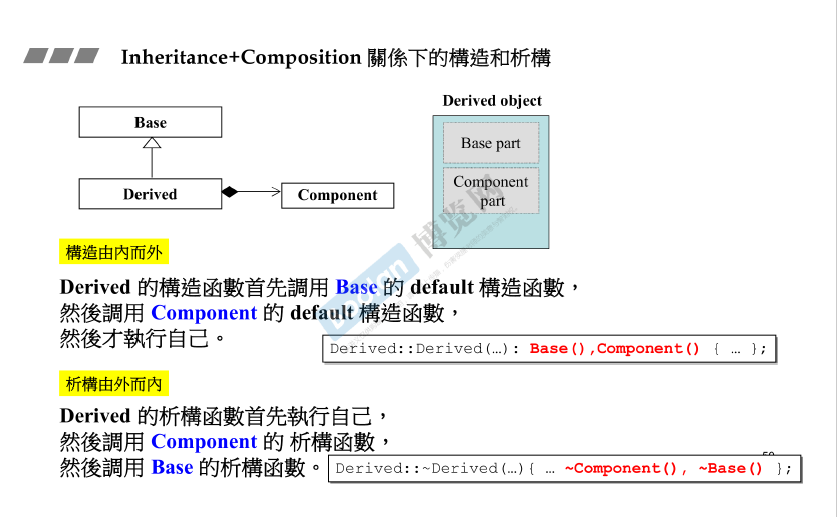 Inheritance+Composition 關係下的構造和析構
Derived object
Base
Base part
Derived
Component
Component
part
博览网
構造由內而外
Derived 的構造函數首先調用 Base 的 default 構造函數，
然後調用 Component 的 default 構造函數，
然後才執行自己。
Derived::Derived(…): Base(),Component() { … };
析構由外而內
Derived 的析構函數首先執行自己，
然後調用 Component 的 析構函數，
然後調用 Base 的析構函數。
Derived::~Derived(…){ … ~Component(), ~Base() };